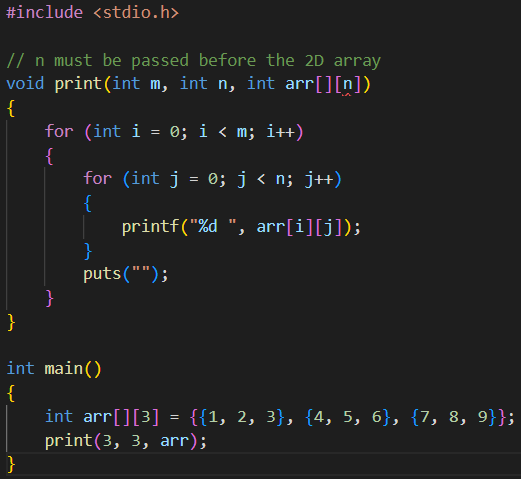 #include <stdio.h>

// n must be passed before the 2D array
void print(int m, int n, int arr[][n])
{
    for (int i = 0; i < m; i++)
    {
        for (int j = 0; j < n; j++)
        {
            printf("%d ", arr[i][j]);
        }
        puts("");
    }
}

int main()
{
    int arr[][3] = {{1, 2, 3}, {4, 5, 6}, {7, 8, 9}};
    print(3, 3, arr);
}